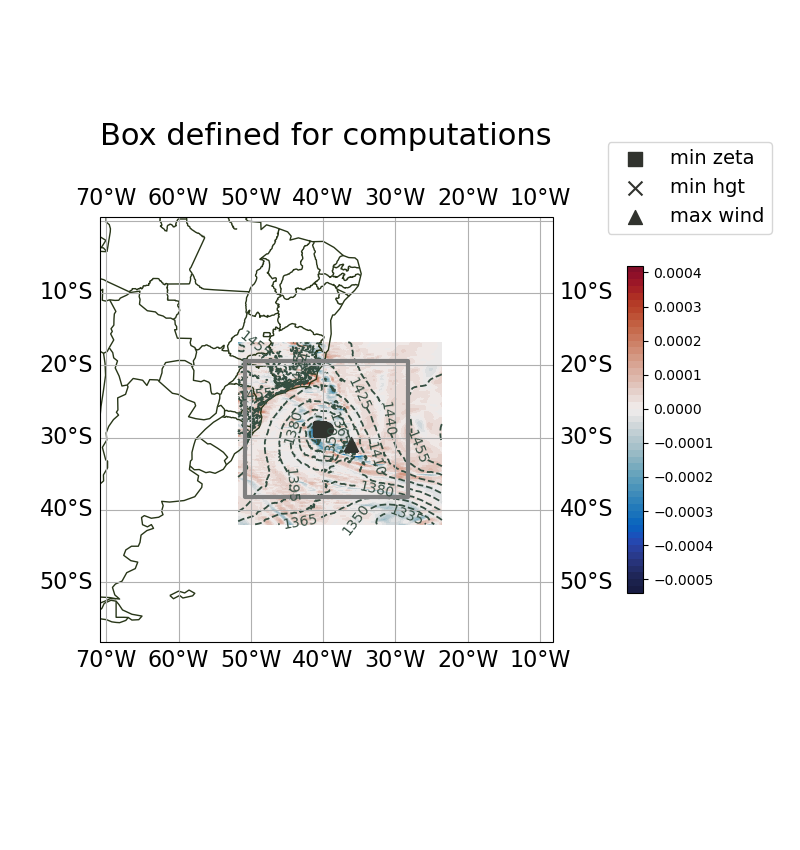 Box defined for computations
min zeta
min hgt
max wind
70°W 60°W 50°W 40°W 30°W 20°W 10°W
10°S 10°S
20°S 20°S
30°S 30°S
40°S 40°S
50°S 50°S
70°W 60°W 50°W 40°W 30°W 20°W 10°W
0.0004
0.0003
0.0002
0.0001
0.0000
−0.0001
−0.0002
−0.0003
−0.0004
−0.0005
1425
1440
1455
1380
1410
1395
1380
1365
1350
1335